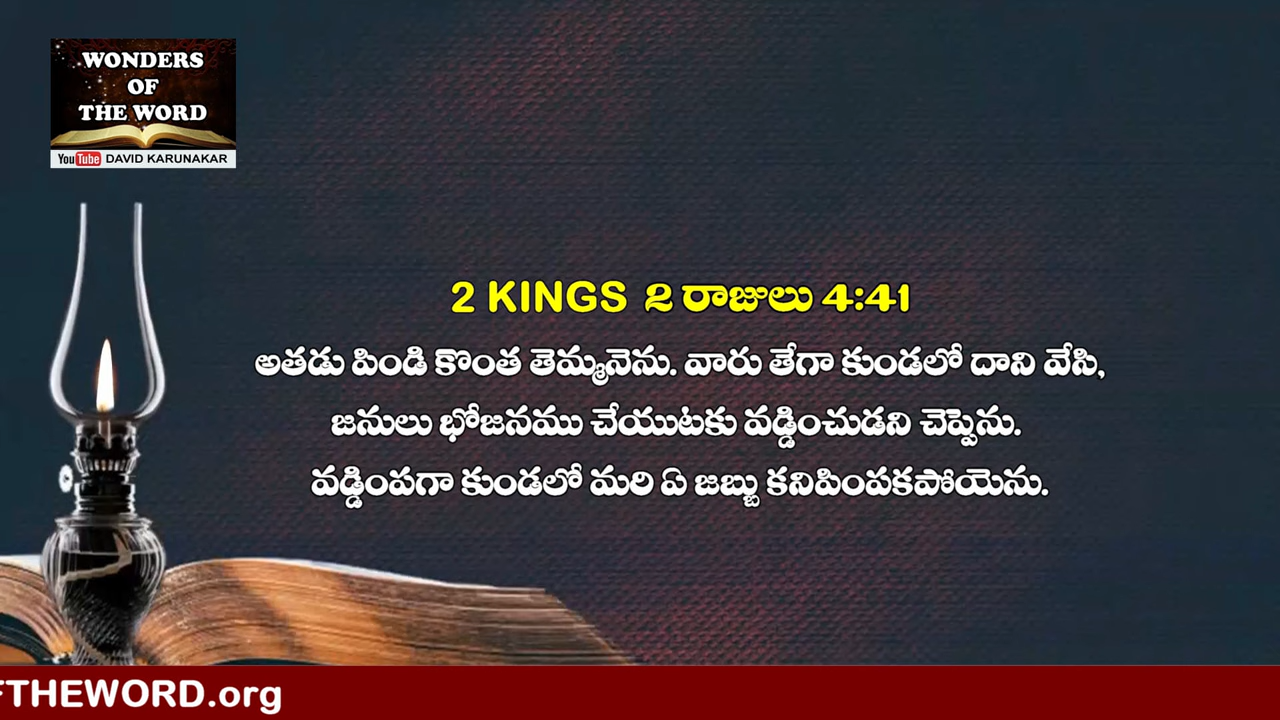 WONDERS
OF
THE WORD
YouTube DAVID KARUNAKAR
2 KINGS 2 రాజులు 4:41
అతడు పిండి కొంత తెమ్మనెను. వారు తేగా కుండలో దాని వేసి,
జనులు భోజనము చేయుటకు వడ్డించుడని చెప్పెను.
వడ్డింపగా కుండలో మరి ఏ జబ్బు కనిపింపకపోయెను.
FTHEWORD.org